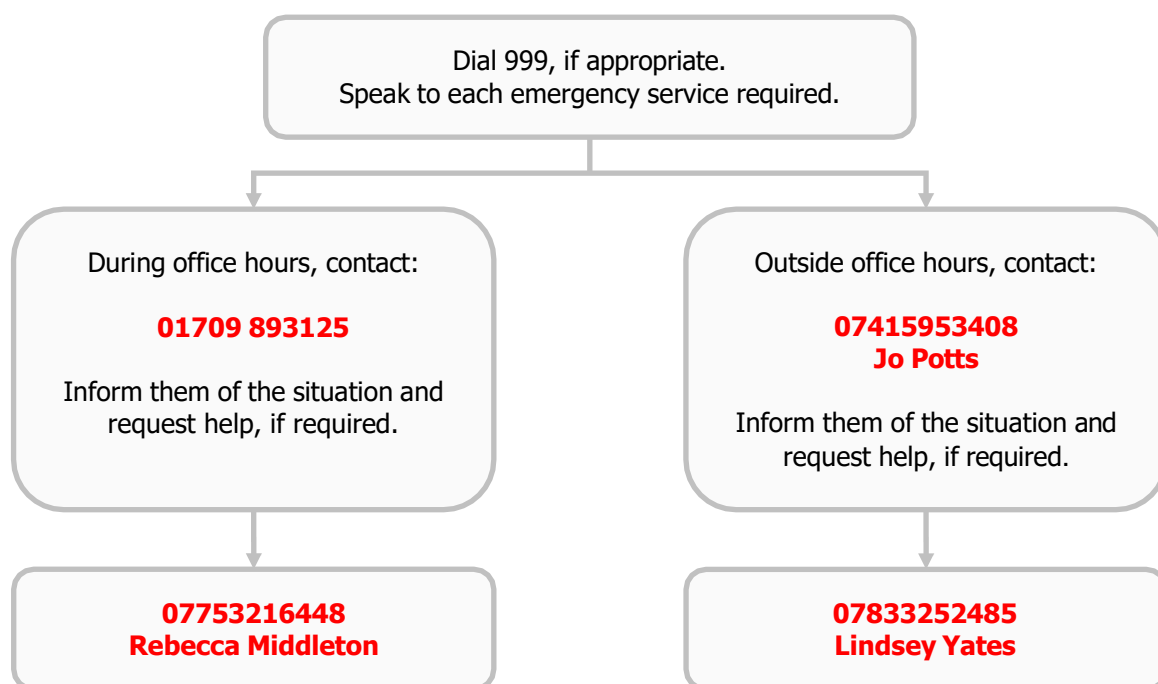 Dial 999, if appropriate.
Speak to each emergency service required.
During office hours, contact:
01709 893125
Inform them of the situation and
request help, if required.
Outside office hours, contact:
07415953408
Jo Potts
Inform them of the situation and
request help, if required.
07753216448
Rebecca Middleton
07833252485
Lindsey Yates